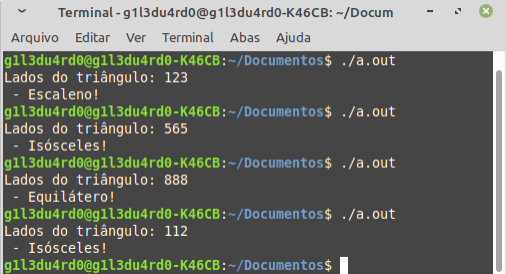 Terminal - g1l3du4rd0@g1l3du4rd0-K46CB: ~/Docum
Arquivo Editar Ver Terminal Abas Ajuda
g1l3du4rd0@g1l3du4rd0-K46CB:~/Documentos$ ./a.out
Lados do triângulo: 123
- Escaleno!
g1l3du4rd0@g1l3du4rd0-K46CB:~/Documentos$ ./a.out
Lados do triângulo: 565
- Isósceles!
g1l3du4rd0@g1l3du4rd0-K46CB:~/Documentos$ ./a.out
Lados do triângulo: 888
- Equilátero!
g1l3du4rd0@g1l3du4rd0-K46CB:~/Documentos$ ./a.out
Lados do triângulo: 112
- Isósceles!
g1l3du4rd0@g1l3du4rd0-K46CB:~/Documentos$